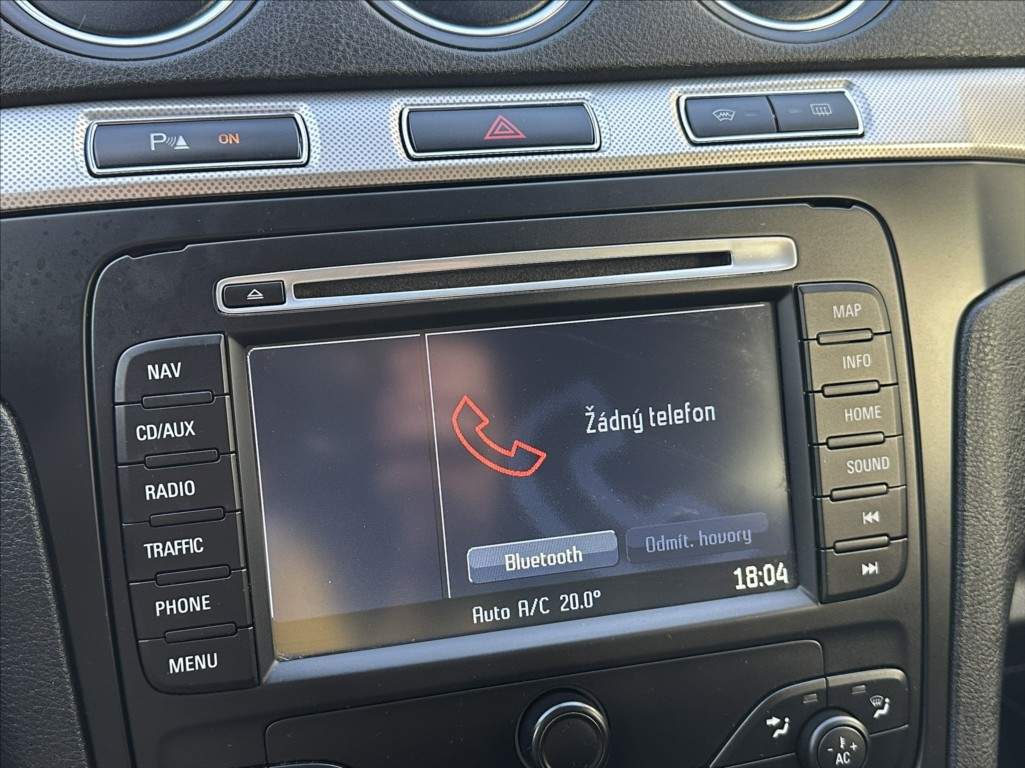 P ON
NAV
CD/AUX
RADIO
TRAFFIC
PHONE
MENU
Žádný telefon
Bluetooth
Odmít. hovory
Auto A/C 20.0°
18:04
MAP
INFO
HOME
SOUND
- +
AC